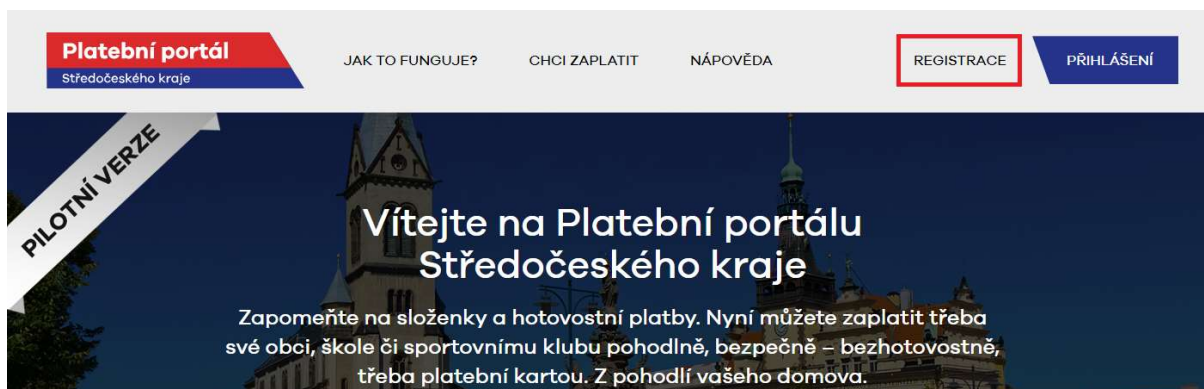 Platební portál
Středočeského kraje
JAK TO FUNGUJE?
CHCI ZAPLATIT
NÁPOVĚDA
REGISTRACE
PŘIHLÁŠENÍ
PILOTNÍ VERZE
Vítejte na Platební portálu
Středočeského kraje
Zapomeňte na složenky a hotovostní platby. Nyní můžete zaplatit třeba
své obci, škole či sportovnímu klubu pohodlně, bezpečně – bezhotovostně,
třeba platební kartou. Z pohodlí vašeho domova.